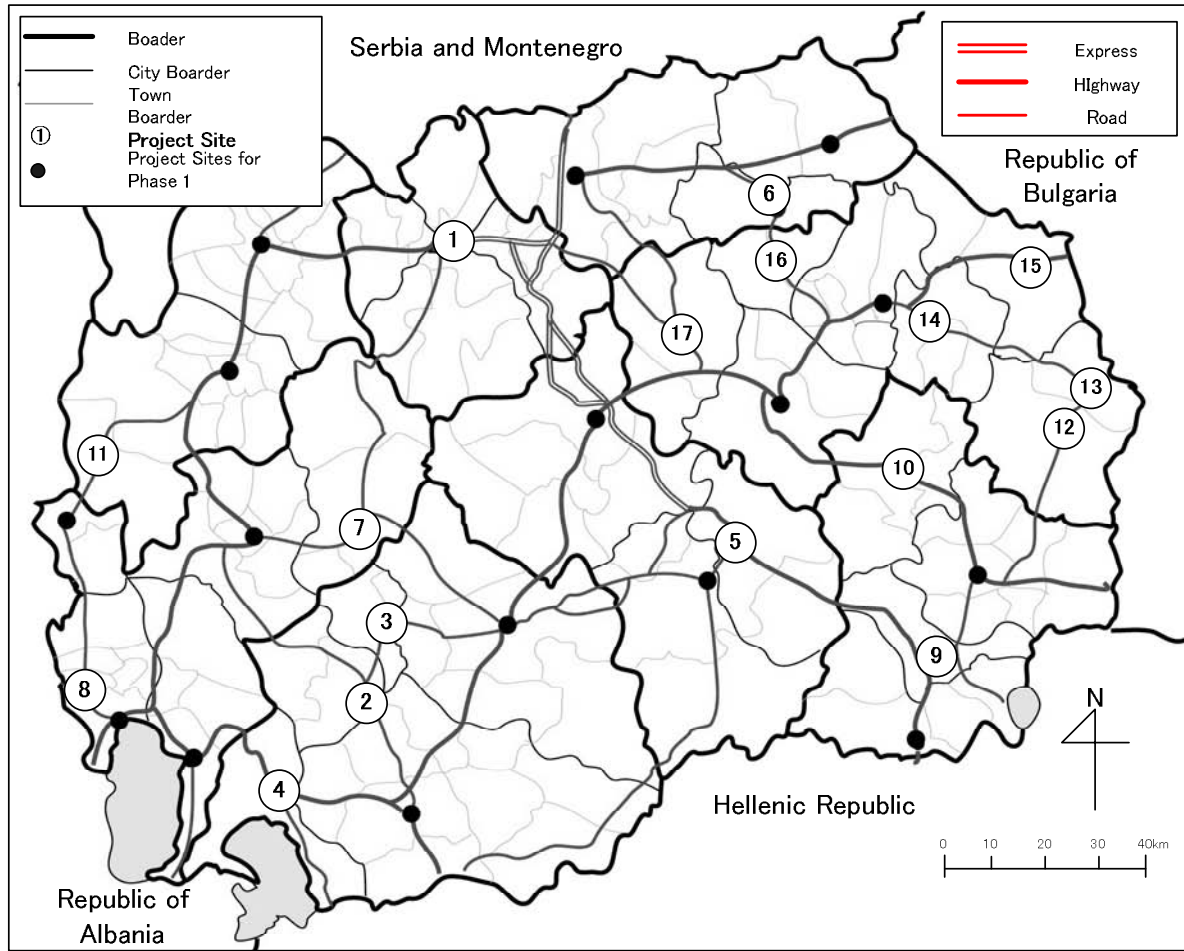 Boader
City Boarder
Town
Boarder
① Project Site
Project Sites for
Phase 1
Serbia and Montenegro
Express
HIghway
Road
Republic of
Bulgaria
6
1
16
15
17
14
13
12
11
10
7
5
3
9
8
2
N
4
Hellenic Republic
0 10 20 30 40km
Republic of
Albania